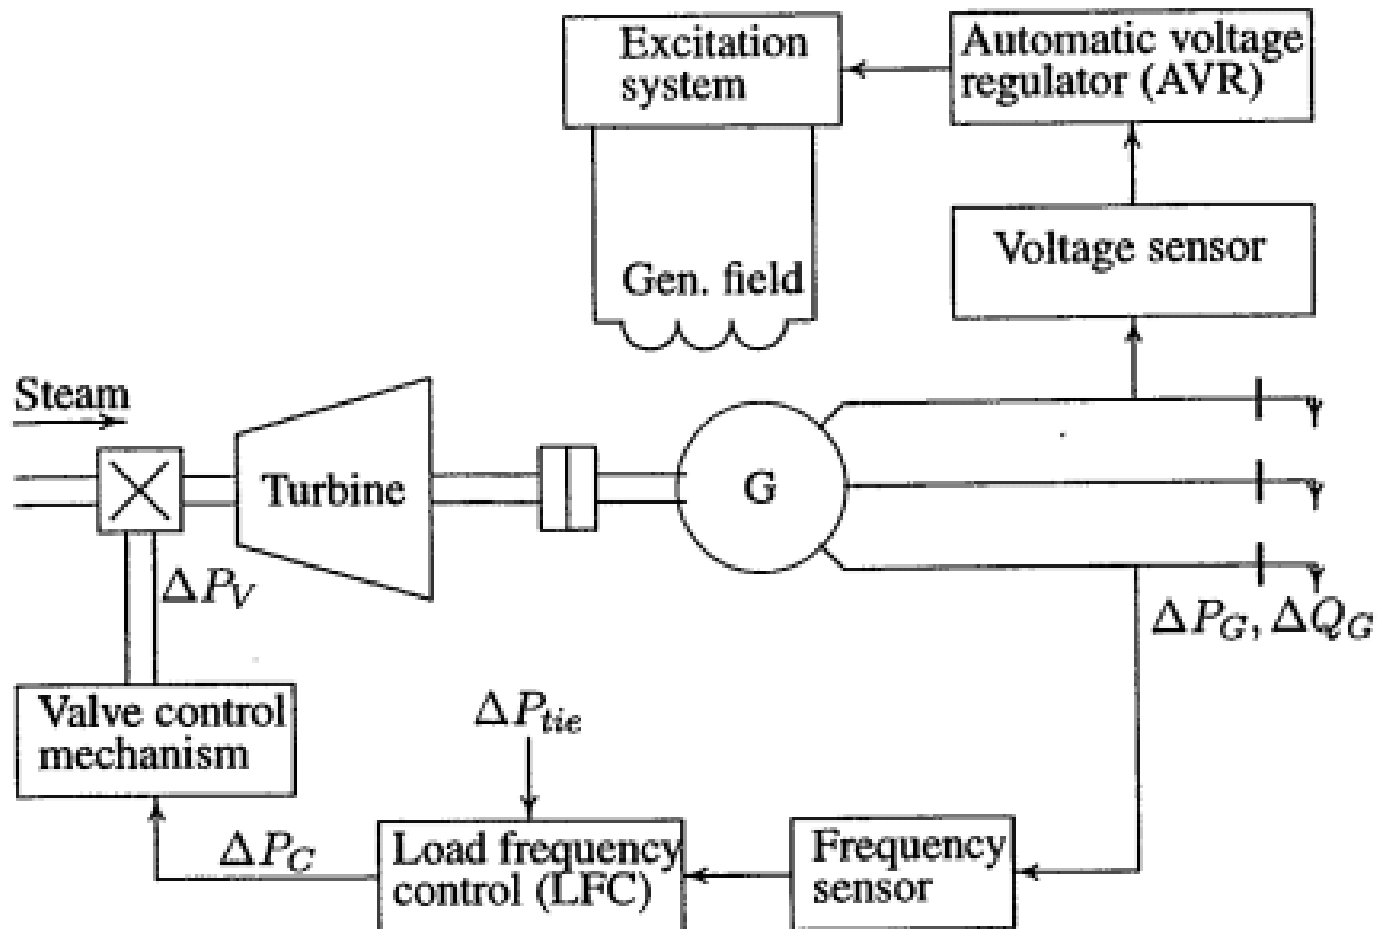 Excitation
system
Automatic voltage
regulator (AVR)
Voltage sensor
Gen. field
Steam
Turbine
G
ΔP_V
ΔP_G, ΔQ_G
Valve control
mechanism
ΔP_tie
ΔP_C
Load frequency
control (LFC)
Frequency
sensor